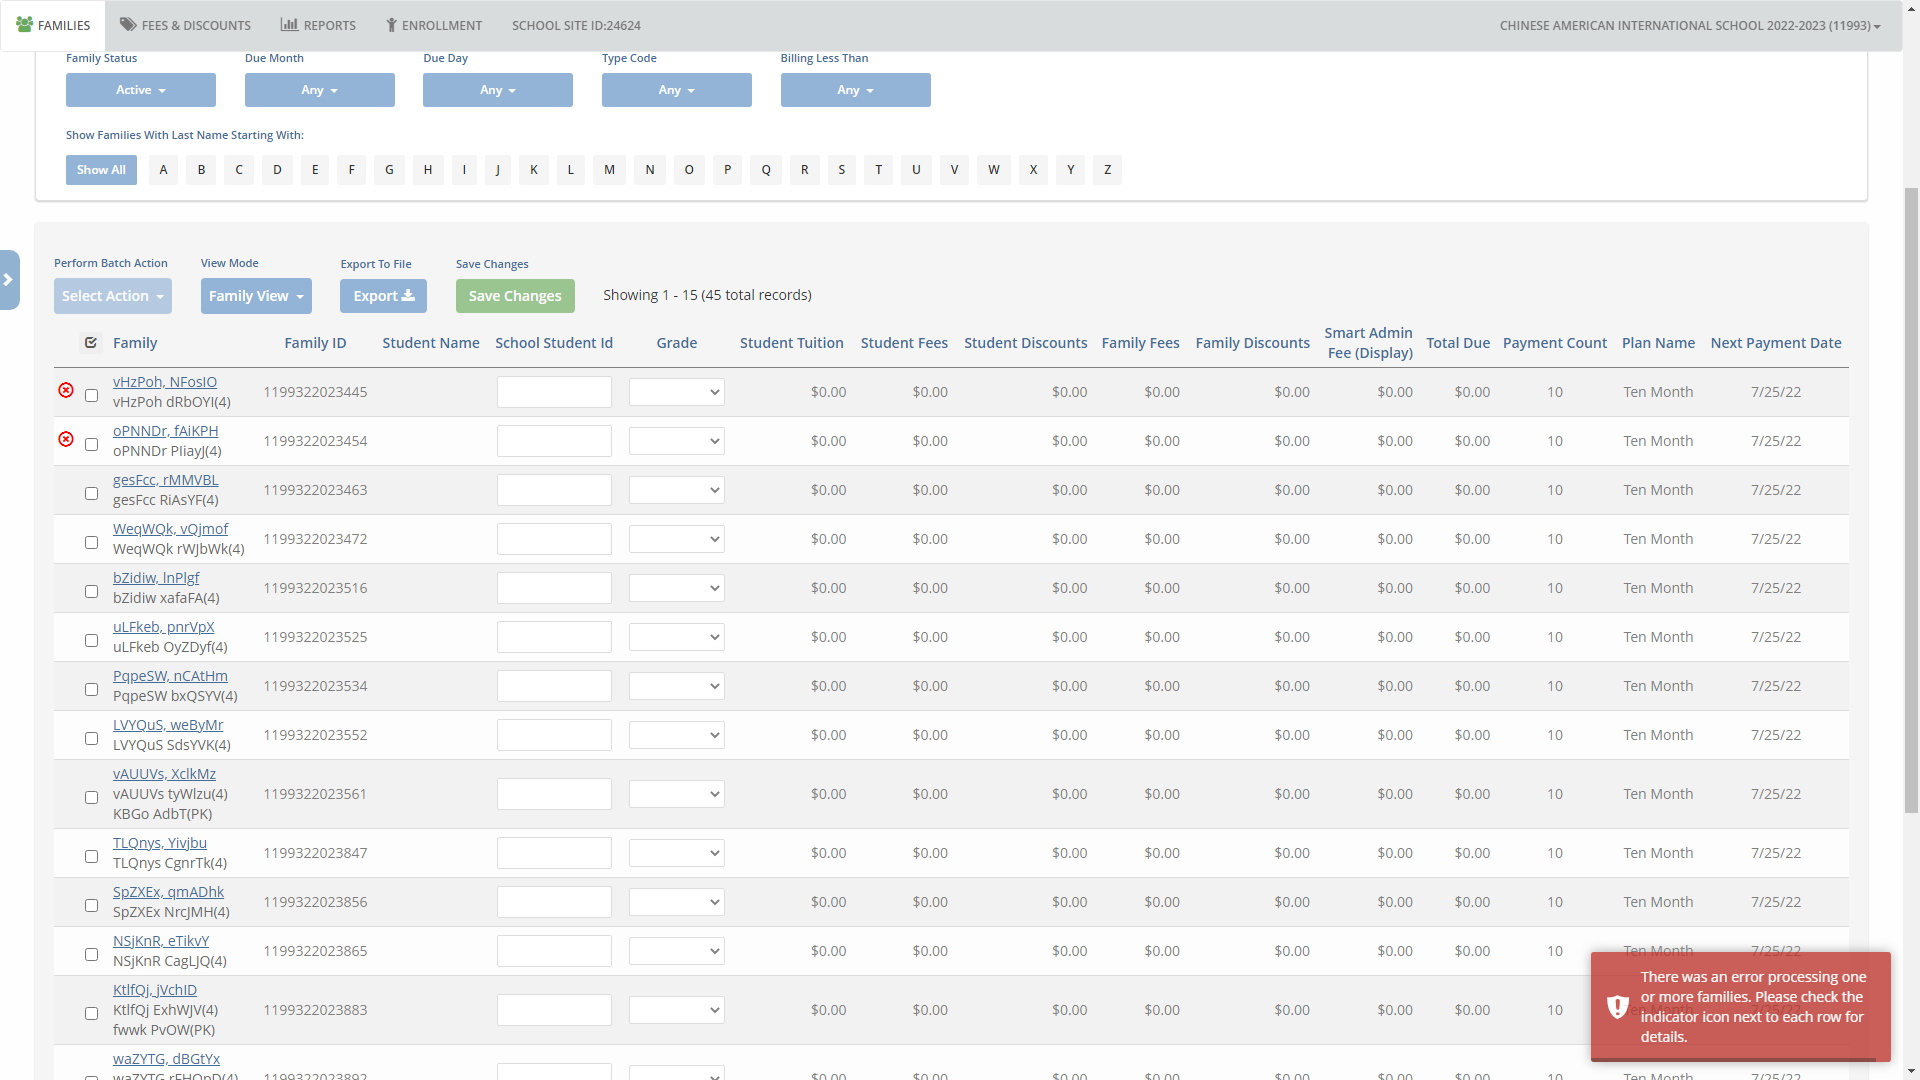 FAMILIES FEES & DISCOUNTS REPORTS ENROLLMENT SCHOOL SITE ID:24624 CHINESE AMERICAN INTERNATIONAL SCHOOL 2022-2023 (11993)
Family Status Due Month Due Day Type Code Billing Less Than
Active Any Any Any Any
Show Families With Last Name Starting With:
Show All A B C D E F G H I J K L M N O P Q R S T U V W X Y Z
Perform Batch Action View Mode Export To File Save Changes
Select Action Family View Export Save Changes Showing 1 - 15 (45 total records)
Family Family ID Student Name School Student Id Grade Student Tuition Student Fees Student Discounts Family Fees Family Discounts Smart Admin Fee (Display) Total Due Payment Count Plan Name Next Payment Date
vHzPoh, NFosIO
vHzPoh dRbOYI(4) 1199322023445 $0.00 $0.00 $0.00 $0.00 $0.00 $0.00 $0.00 10 Ten Month 7/25/22
oPNNDr, fAiKPH
oPNNDr PIiayJ(4) 1199322023454 $0.00 $0.00 $0.00 $0.00 $0.00 $0.00 $0.00 10 Ten Month 7/25/22
gesFcc, rMMVBL
gesFcc RiAsYF(4) 1199322023463 $0.00 $0.00 $0.00 $0.00 $0.00 $0.00 $0.00 10 Ten Month 7/25/22
WeqWQk, vQjmof
WeqWQk rWJbWk(4) 1199322023472 $0.00 $0.00 $0.00 $0.00 $0.00 $0.00 $0.00 10 Ten Month 7/25/22
bZidiw, lnPlgf
bZidiw xafaFA(4) 1199322023516 $0.00 $0.00 $0.00 $0.00 $0.00 $0.00 $0.00 10 Ten Month 7/25/22
uLFkeb, pnrVpX
uLFkeb OyZDyf(4) 1199322023525 $0.00 $0.00 $0.00 $0.00 $0.00 $0.00 $0.00 10 Ten Month 7/25/22
PqpeSW, nCAtHm
PqpeSW bxQSYV(4) 1199322023534 $0.00 $0.00 $0.00 $0.00 $0.00 $0.00 $0.00 10 Ten Month 7/25/22
LVYQuS, weByMr
LVYQuS SdsYVK(4) 1199322023552 $0.00 $0.00 $0.00 $0.00 $0.00 $0.00 $0.00 10 Ten Month 7/25/22
vAUUVs, XclkMz
vAUUVs tyWlzu(4) 1199322023561 $0.00 $0.00 $0.00 $0.00 $0.00 $0.00 $0.00 10 Ten Month 7/25/22
KBGo AdbT(PK)
TLQnys, Yivjbu
TLQnys CgnrTk(4) 1199322023847 $0.00 $0.00 $0.00 $0.00 $0.00 $0.00 $0.00 10 Ten Month 7/25/22
SpZXEx, qmADhk
SpZXEx NrcJMH(4) 1199322023856 $0.00 $0.00 $0.00 $0.00 $0.00 $0.00 $0.00 10 Ten Month 7/25/22
NSjKnR, eTikvY
NSjKnR CagLJQ(4) 1199322023865 $0.00 $0.00 $0.00 $0.00 $0.00 $0.00 $0.00 10 Ten Month 7/25/22
KtlfQj, jVchID
KtlfQj ExhWJV(4) 1199322023883 $0.00 $0.00 $0.00 $0.00 $0.00 $0.00 $0.00 10
fwwk PvOW(PK)
waZYTG, dBGtYx
waZYTG rFHOpD(4) 1199322023892 $0.00 $0.00 $0.00 $0.00 $0.00 $0.00 $0.00 10 Ten Month 7/25/22
There was an error processing one
or more families. Please check the
indicator icon next to each row for
details.